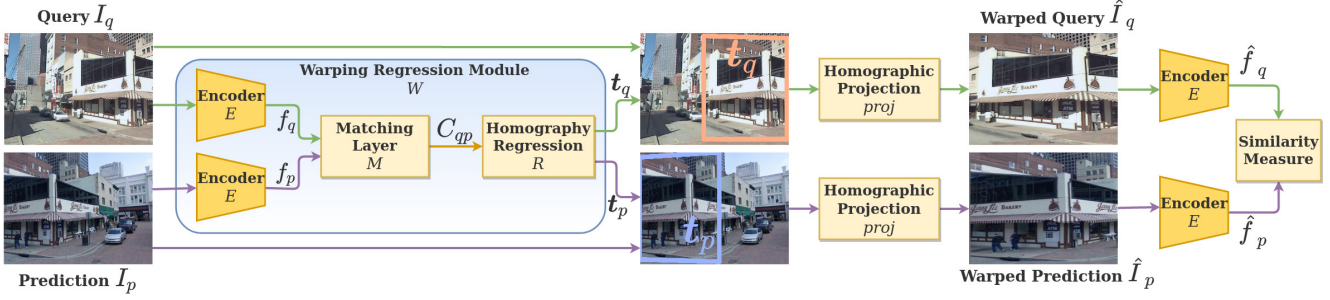 Query I_q
Warping Regression Module
W
Encoder
E
f_q
Matching
Layer
M
C_qp
Homography
Regression
R
t_q
t_p
Encoder
E
f_p
Prediction I_p
t_q
t_p
Homographic
Projection
proj
Homographic
Projection
proj
Warped Query Î_q
BAKERY
BAKERY
Warped Prediction Î_p
Encoder
E
f̂_q
Similarity
Measure
Encoder
E
f̂_p